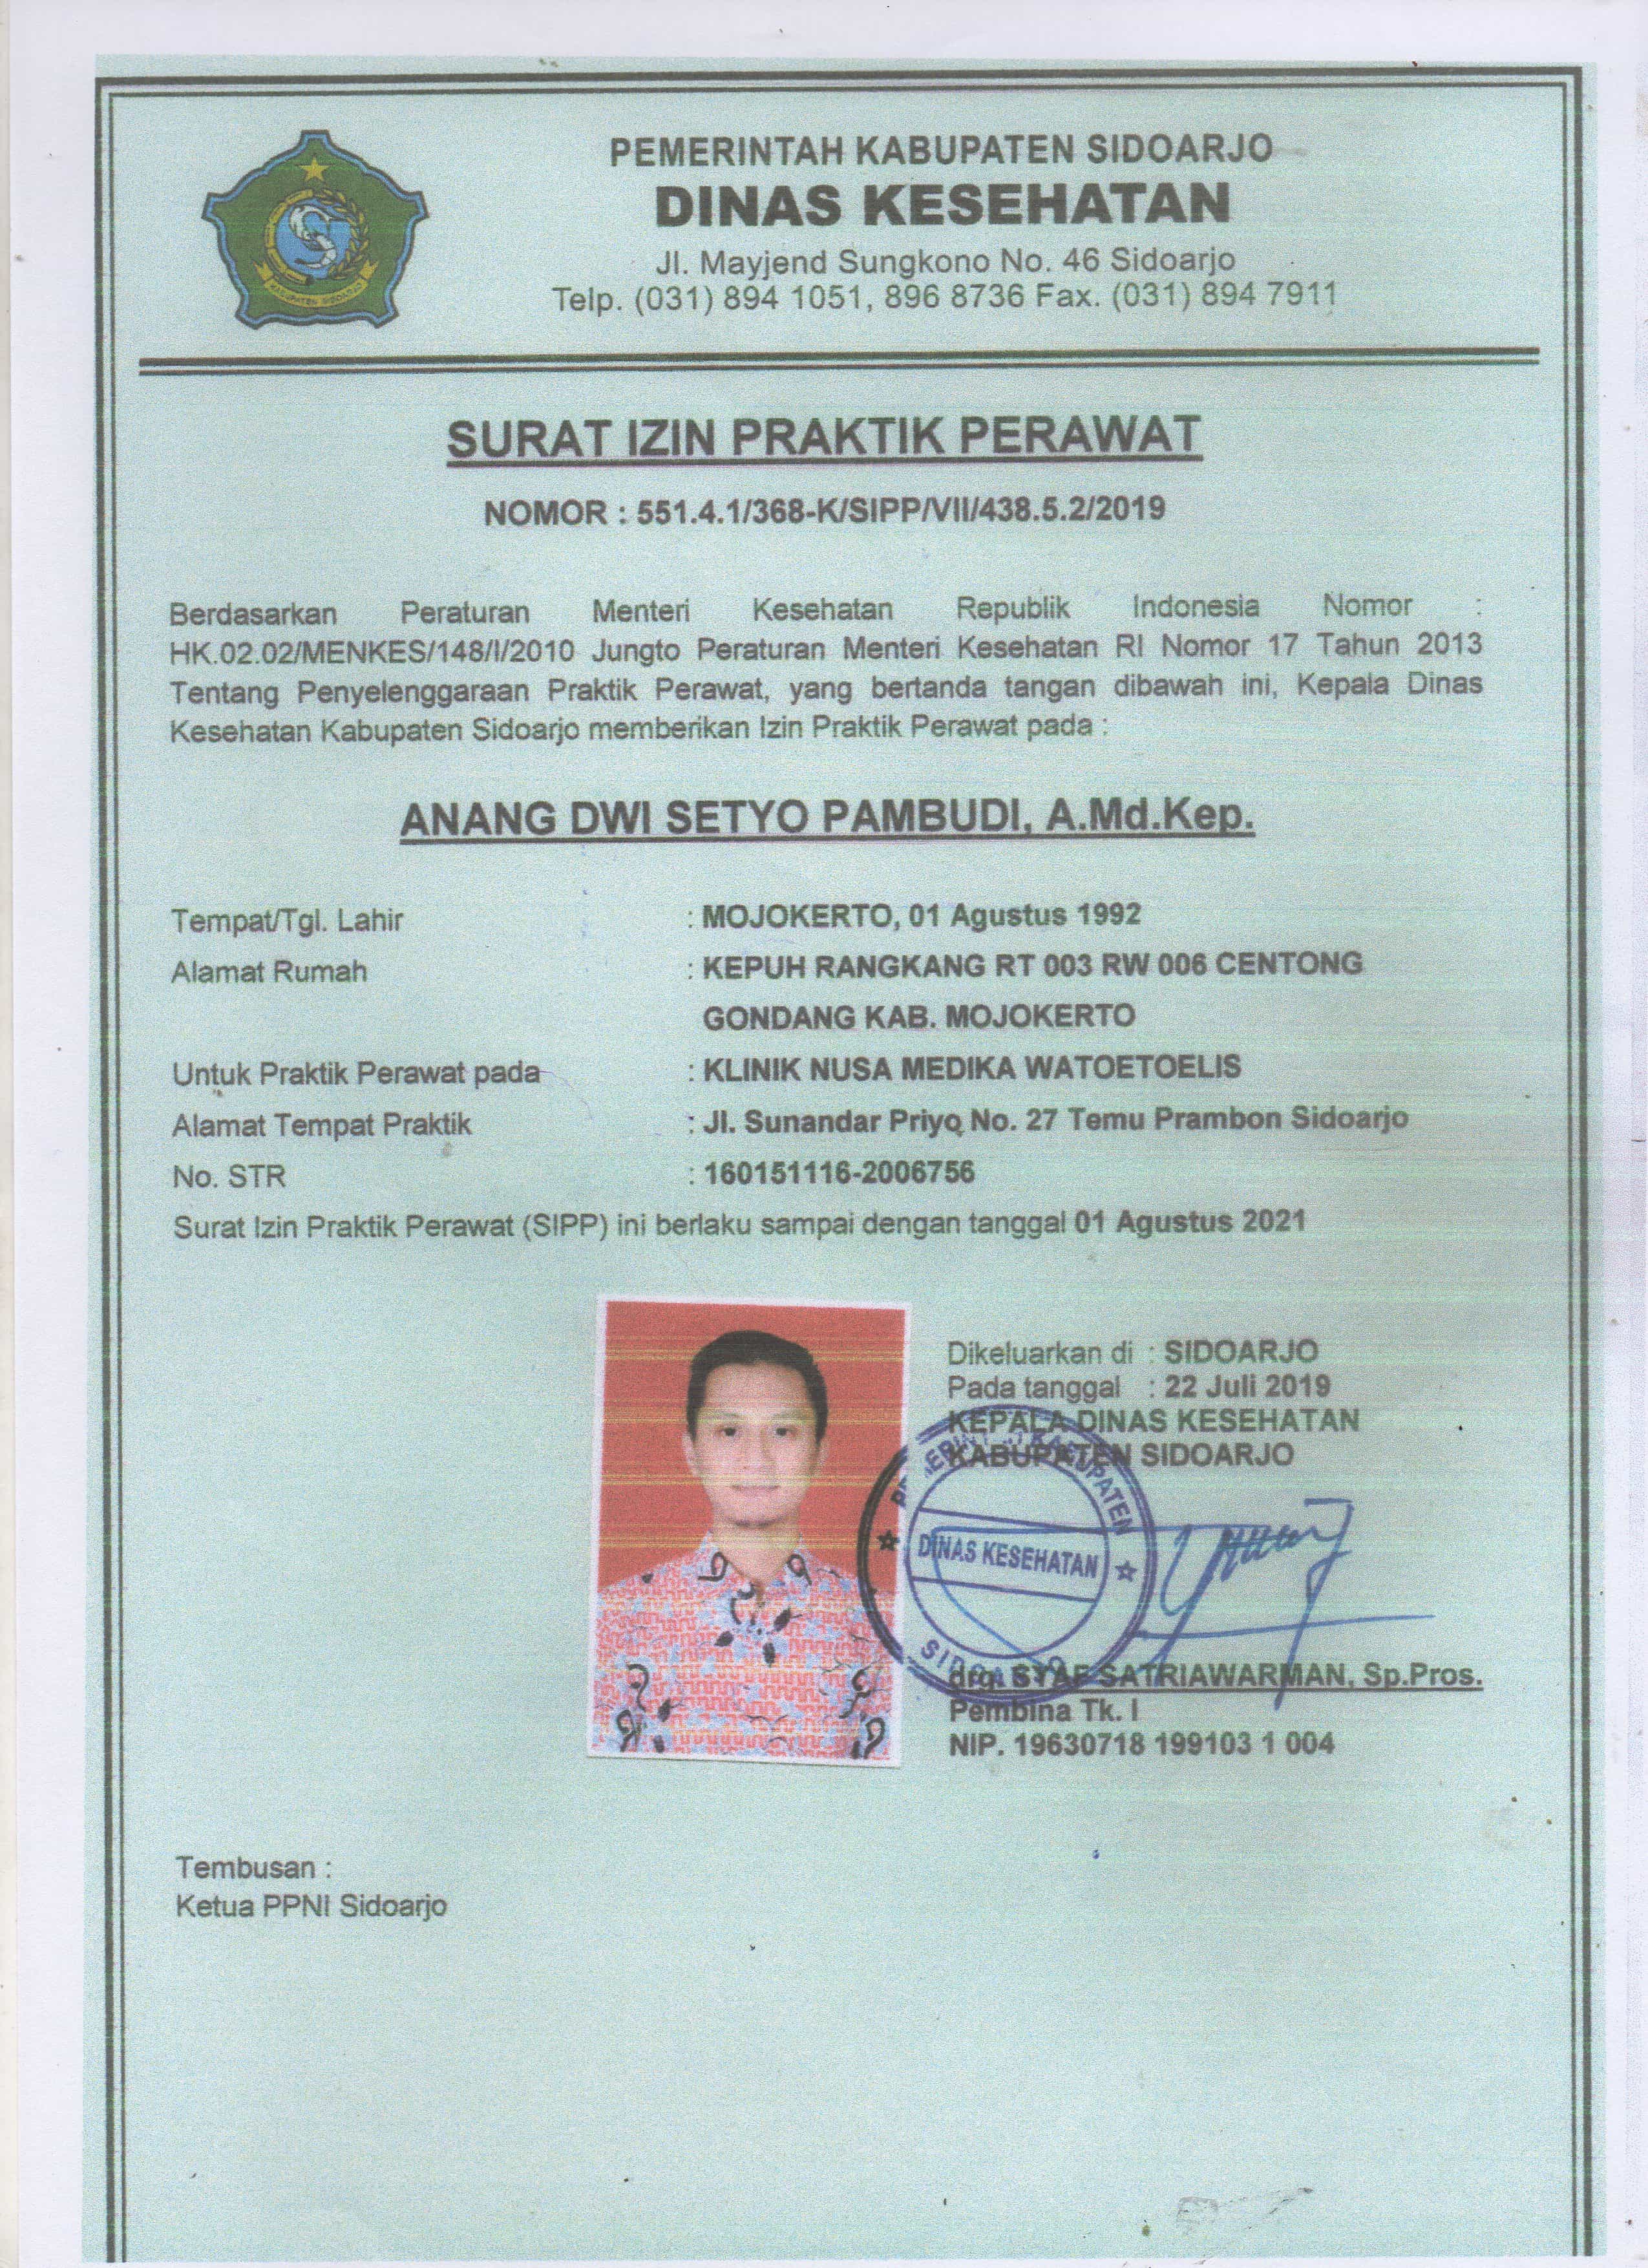 PEMERINTAH KABUPATEN SIDOARJO
DINAS KESEHATAN
Jl. Mayjend Sungkono No. 46 Sidoarjo
Telp. (031) 894 1051, 896 8736 Fax. (031) 894 7911
KABUPATEN SIDOARJO
SURAT IZIN PRAKTIK PERAWAT
NOMOR : 551.4.1/368-K/SIPP/VII/438.5.2/2019
Berdasarkan Peraturan Menteri Kesehatan Republik Indonesia Nomor :
HK.02.02/MENKES/148/I/2010 Jungto Peraturan Menteri Kesehatan RI Nomor 17 Tahun 2013
Tentang Penyelenggaraan Praktik Perawat, yang bertanda tangan dibawah ini, Kepala Dinas
Kesehatan Kabupaten Sidoarjo memberikan Izin Praktik Perawat pada :
ANANG DWI SETYO PAMBUDI, A.Md.Kep.
Tempat/Tgl. Lahir : MOJOKERTO, 01 Agustus 1992
Alamat Rumah : KEPUH RANGKANG RT 003 RW 006 CENTONG
GONDANG KAB. MOJOKERTO
Untuk Praktik Perawat pada : KLINIK NUSA MEDIKA WATOETOELIS
Alamat Tempat Praktik : Jl. Sunandar Priyo No. 27 Temu Prambon Sidoarjo
No. STR : 160151116-2006756
Surat Izin Praktik Perawat (SIPP) ini berlaku sampai dengan tanggal 01 Agustus 2021
Dikeluarkan di : SIDOARJO
Pada tanggal : 22 Juli 2019
KEPALA DINAS KESEHATAN
KABUPATEN SIDOARJO
KABUPATEN
DINAS KESEHATAN
SIDOARJO
drg. SYAF SATRIAWARMAN, Sp.Pros.
Pembina Tk. I
NIP. 19630718 199103 1 004
Tembusan :
Ketua PPNI Sidoarjo